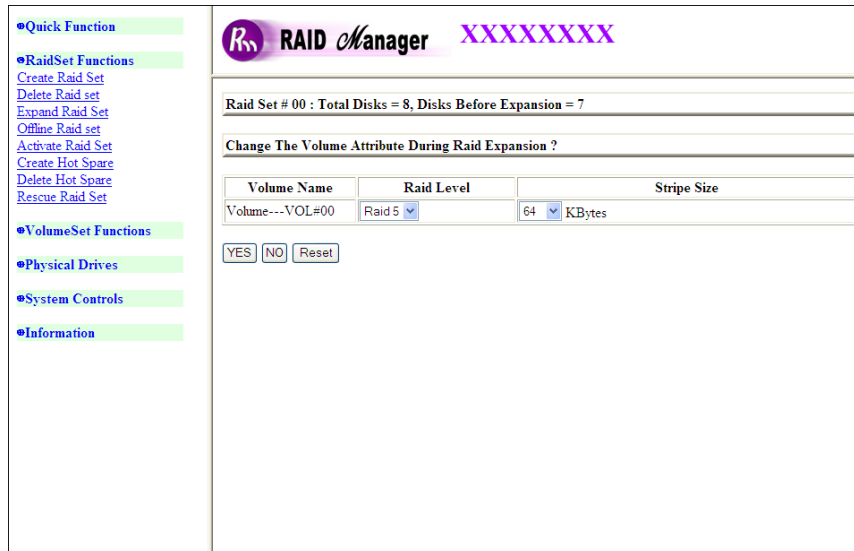 Quick Function
RaidSet Functions
Create Raid Set
Delete Raid set
Expand Raid Set
Offline Raid set
Activate Raid Set
Create Hot Spare
Delete Hot Spare
Rescue Raid Set
VolumeSet Functions
Physical Drives
System Controls
Information
Rm RAID Manager XXXXXXXX
Raid Set # 00 : Total Disks = 8, Disks Before Expansion = 7
Change The Volume Attribute During Raid Expansion ?
Volume Name Raid Level Stripe Size
Volume---VOL#00 Raid 5 64 KBytes
YES NO Reset